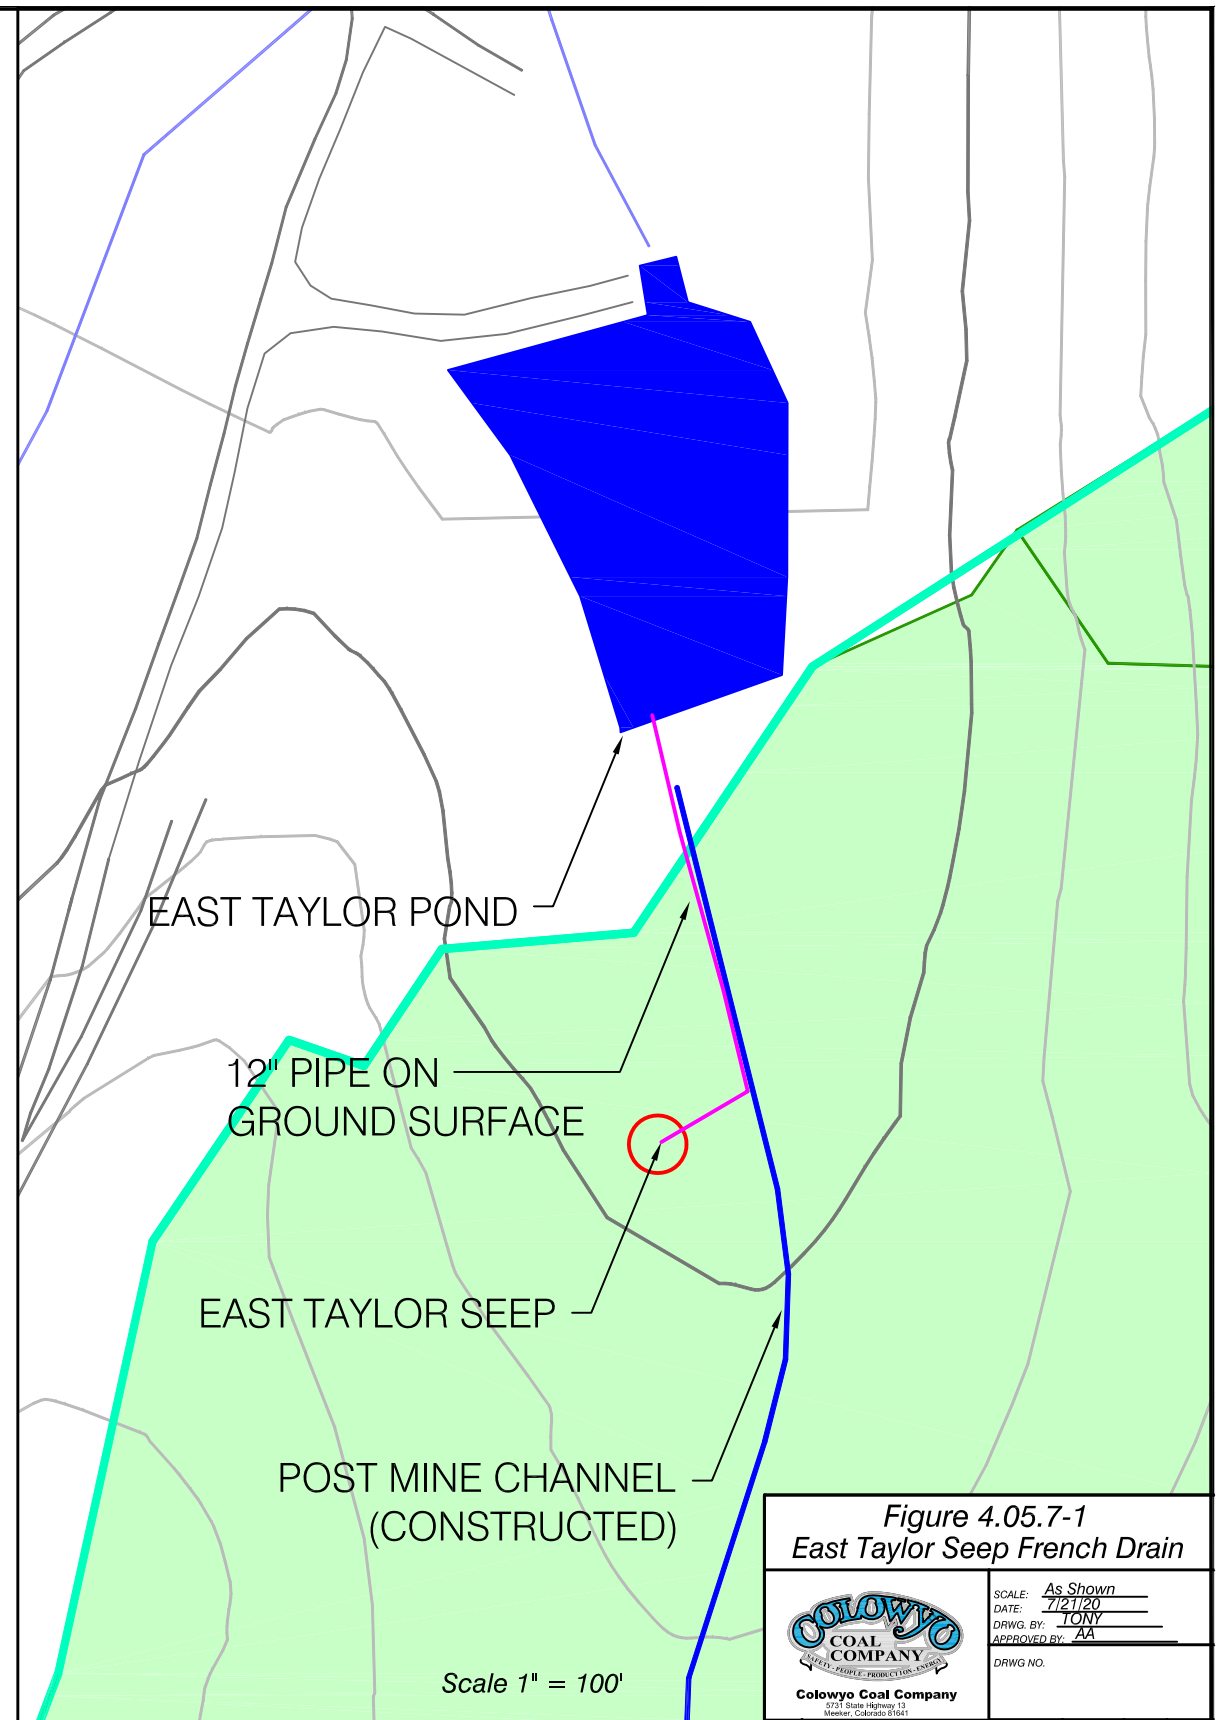 EAST TAYLOR POND
12" PIPE ON
GROUND SURFACE
EAST TAYLOR SEEP
POST MINE CHANNEL
(CONSTRUCTED)
Scale 1" = 100'
Figure 4.05.7-1
East Taylor Seep French Drain
COLOWYO
COAL
COMPANY
SAFETY - PEOPLE - PRODUCTION - ENERGY
Colowyo Coal Company
5731 State Highway 13
Meeker, Colorado 81641
SCALE: As Shown
DATE: 7/21/20
DRWG. BY: TONY
APPROVED BY: AA
DRWG NO.